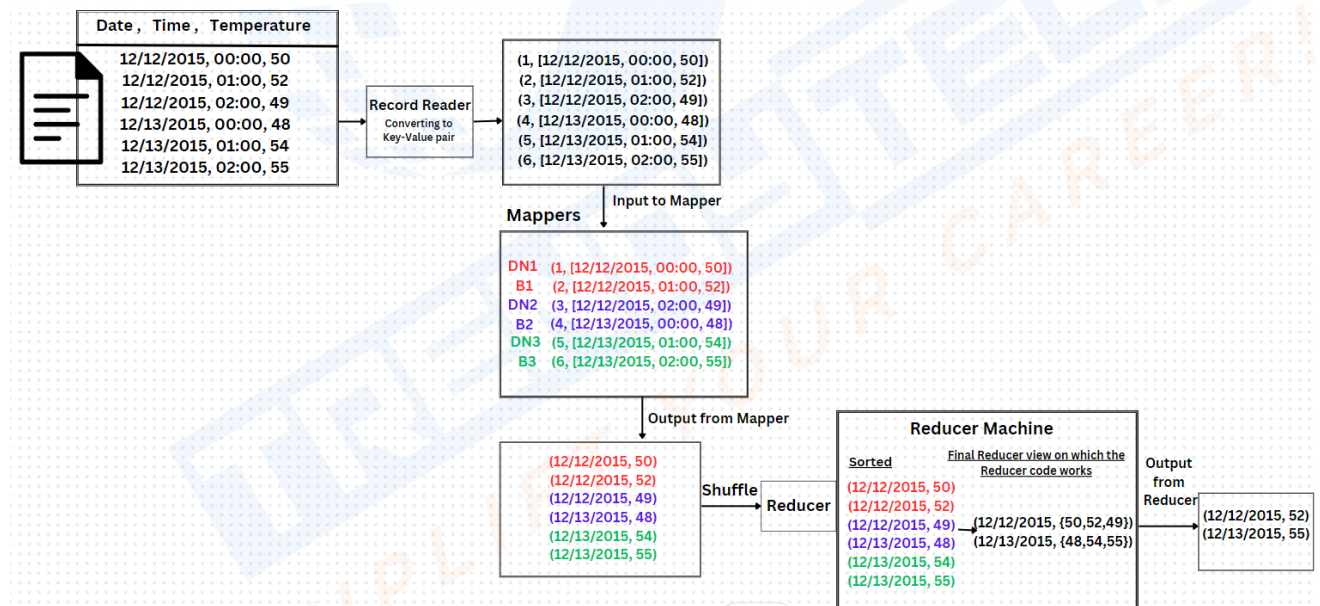 Date , Time , Temperature
12/12/2015, 00:00, 50
12/12/2015, 01:00, 52
12/12/2015, 02:00, 49
12/13/2015, 00:00, 48
12/13/2015, 01:00, 54
12/13/2015, 02:00, 55
Record Reader
Converting to
Key-Value pair
(1, [12/12/2015, 00:00, 50])
(2, [12/12/2015, 01:00, 52])
(3, [12/12/2015, 02:00, 49])
(4, [12/13/2015, 00:00, 48])
(5, [12/13/2015, 01:00, 54])
(6, [12/13/2015, 02:00, 55])
Input to Mapper
Mappers
DN1 (1, [12/12/2015, 00:00, 50])
B1 (2, [12/12/2015, 01:00, 52])
DN2 (3, [12/12/2015, 02:00, 49])
B2 (4, [12/13/2015, 00:00, 48])
DN3 (5, [12/13/2015, 01:00, 54])
B3 (6, [12/13/2015, 02:00, 55])
Output from Mapper
(12/12/2015, 50)
(12/12/2015, 52)
(12/12/2015, 49)
(12/13/2015, 48)
(12/13/2015, 54)
(12/13/2015, 55)
Shuffle
Reducer
Reducer Machine
Sorted
(12/12/2015, 50)
(12/12/2015, 52)
(12/12/2015, 49)
(12/13/2015, 48)
(12/13/2015, 54)
(12/13/2015, 55)
Final Reducer view on which the
Reducer code works
(12/12/2015, {50,52,49})
(12/13/2015, {48,54,55})
Output
from
Reducer
(12/12/2015, 52)
(12/13/2015, 55)
YOUR CAREER!